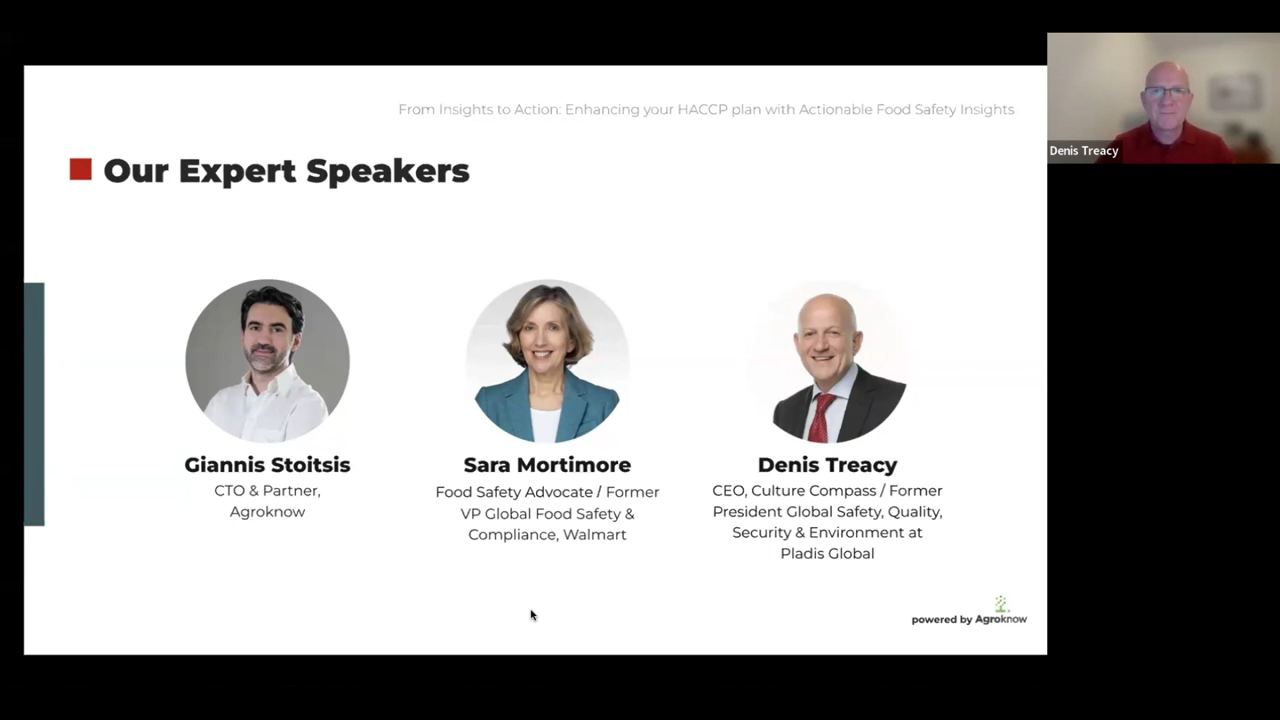 From Insights to Action: Enhancing your HACCP plan with Actionable Food Safety Insights
Our Expert Speakers
Denis Treacy
Giannis Stoitsis
CTO & Partner,
Agroknow
Sara Mortimore
Food Safety Advocate / Former
VP Global Food Safety &
Compliance, Walmart
Denis Treacy
CEO, Culture Compass / Former
President Global Safety, Quality,
Security & Environment at
Pladis Global
powered by Agroknow